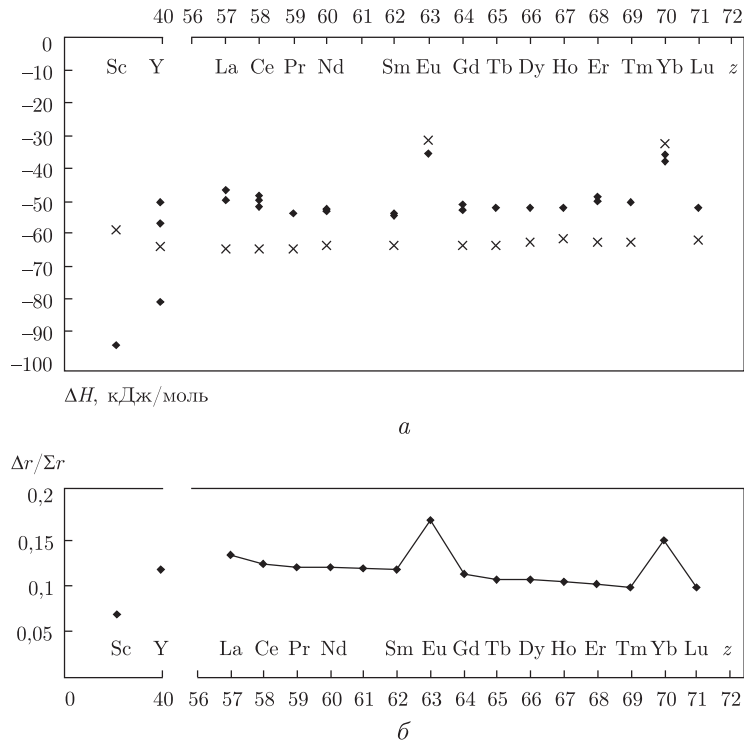 40 56 57 58 59 60 61 62 63 64 65 66 67 68 69 70 71 72
0
Sc Y La Ce Pr Nd Sm Eu Gd Tb Dy Ho Er Tm Yb Lu z
−10
−20
−30
−40
−50
−60
−70
−80
−90
−100
ΔH, кДж/моль
а
Δr/Σr
0,2
0,15
0,1
0,05
Sc Y La Ce Pr Nd Sm Eu Gd Tb Dy Ho Er Tm Yb Lu z
0 40 56 57 58 59 60 61 62 63 64 65 66 67 68 69 70 71 72
б